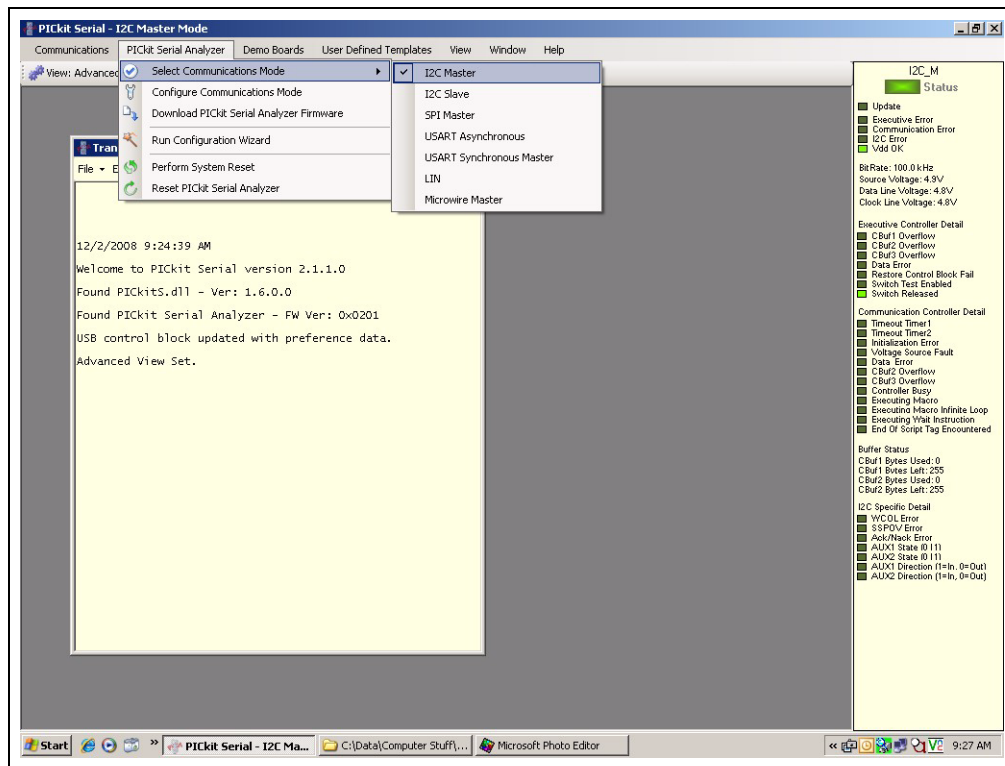 PICkit Serial - I2C Master Mode
Communications PICkit Serial Analyzer Demo Boards User Defined Templates View Window Help
View: Advanced
Select Communications Mode
Configure Communications Mode
Download PICkit Serial Analyzer Firmware
Run Configuration Wizard
Perform System Reset
Reset PICkit Serial Analyzer
I2C Master
I2C Slave
SPI Master
USART Asynchronous
USART Synchronous Master
LIN
Microwire Master
Tran
File E
12/2/2008 9:24:39 AM
Welcome to PICkit Serial version 2.1.1.0
Found PICkitS.dll - Ver: 1.6.0.0
Found PICkit Serial Analyzer - FW Ver: 0x0201
USB control block updated with preference data.
Advanced View Set.
I2C_M
Status
Update
Executive Error
Communication Error
I2C Error
Vdd OK
BitRate: 100.0 kHz
Source Voltage: 4.9V
Data Line Voltage: 4.8V
Clock Line Voltage: 4.8V
Executive Controller Detail
CBuf1 Overflow
CBuf2 Overflow
CBuf3 Overflow
Data Error
Restore Control Block Fail
Switch Test Enabled
Switch Released
Communication Controller Detail
Timeout Timer1
Timeout Timer2
Initialization Error
Voltage Source Fault
Data Error
CBuf2 Overflow
CBuf3 Overflow
Controller Busy
Executing Macro
Executing Macro Infinite Loop
Executing Wait Instruction
End Of Script Tag Encountered
Buffer Status
CBuf1 Bytes Used: 0
CBuf1 Bytes Left: 255
CBuf2 Bytes Used: 0
CBuf2 Bytes Left: 255
I2C Specific Detail
WCOL Error
SSPOV Error
Ack/Nack Error
AUX1 State (0 | 1)
AUX2 State (0 | 1)
AUX1 Direction (1=In, 0=Out)
AUX2 Direction (1=In, 0=Out)
Start » PICkit Serial - I2C Ma... C:\Data\Computer Stuff\... Microsoft Photo Editor « V2 9:27 AM